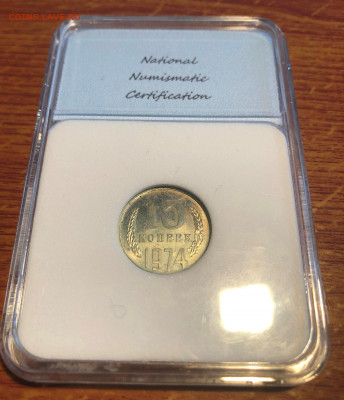 National
Numismatic
Certification
15
КОПЕЕК
1974